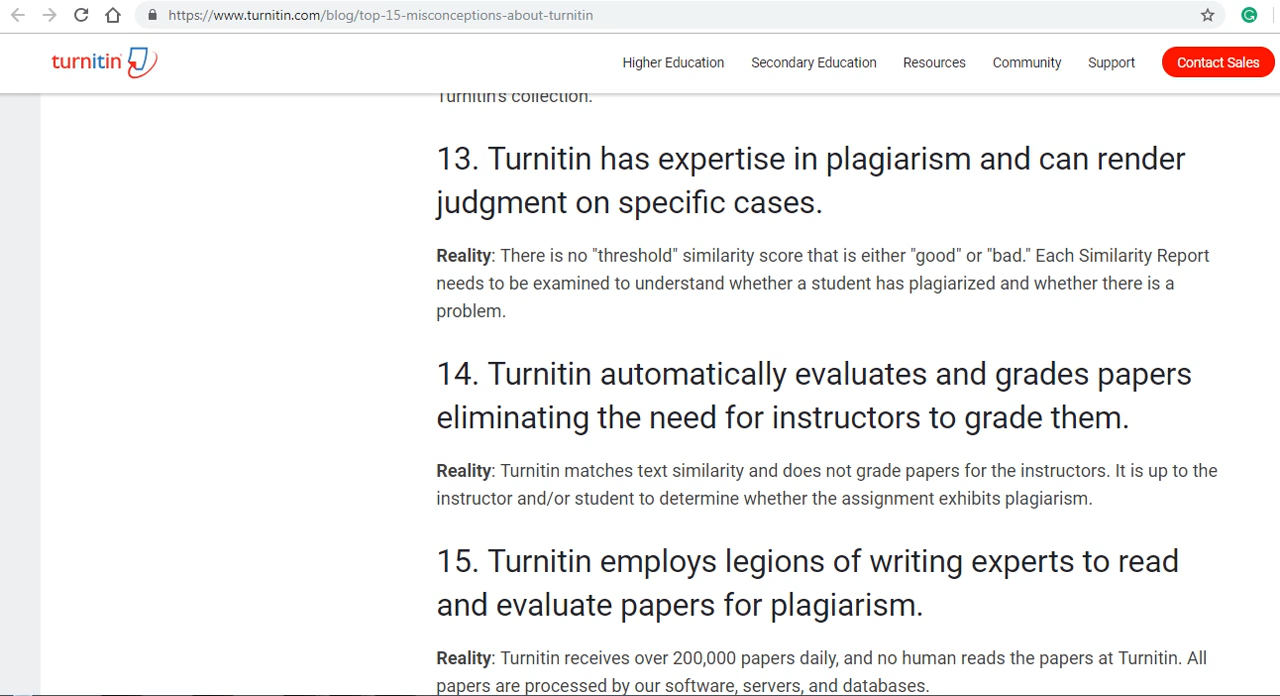 https://www.turnitin.com/blog/top-15-misconceptions-about-turnitin
turnitin
Higher Education Secondary Education Resources Community Support Contact Sales
Turnitin's collection.
13. Turnitin has expertise in plagiarism and can render
judgment on specific cases.
Reality: There is no "threshold" similarity score that is either "good" or "bad." Each Similarity Report
needs to be examined to understand whether a student has plagiarized and whether there is a
problem.
14. Turnitin automatically evaluates and grades papers
eliminating the need for instructors to grade them.
Reality: Turnitin matches text similarity and does not grade papers for the instructors. It is up to the
instructor and/or student to determine whether the assignment exhibits plagiarism.
15. Turnitin employs legions of writing experts to read
and evaluate papers for plagiarism.
Reality: Turnitin receives over 200,000 papers daily, and no human reads the papers at Turnitin. All
papers are processed by our software, servers, and databases.